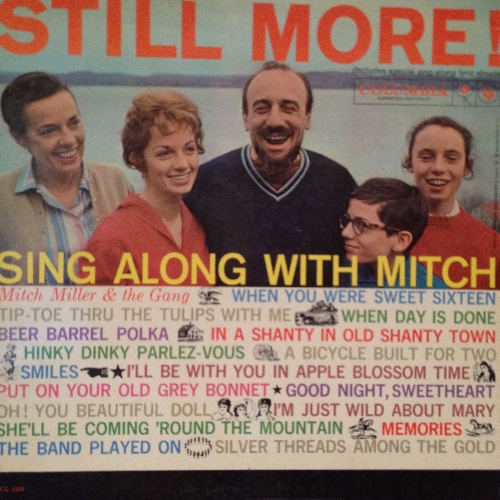 STILL MORE!
COLUMBIA
SING ALONG WITH MITCH
Mitch Miller & the Gang WHEN YOU WERE SWEET SIXTEEN
TIP-TOE THRU THE TULIPS WITH ME WHEN DAY IS DONE
BEER BARREL POLKA IN A SHANTY IN OLD SHANTY TOWN
HINKY DINKY PARLEZ-VOUS A BICYCLE BUILT FOR TWO
SMILES ★ I'LL BE WITH YOU IN APPLE BLOSSOM TIME
PUT ON YOUR OLD GREY BONNET ★ GOOD NIGHT, SWEETHEART
OH! YOU BEAUTIFUL DOLL I'M JUST WILD ABOUT MARY
SHE'LL BE COMING 'ROUND THE MOUNTAIN MEMORIES
THE BAND PLAYED ON SILVER THREADS AMONG THE GOLD